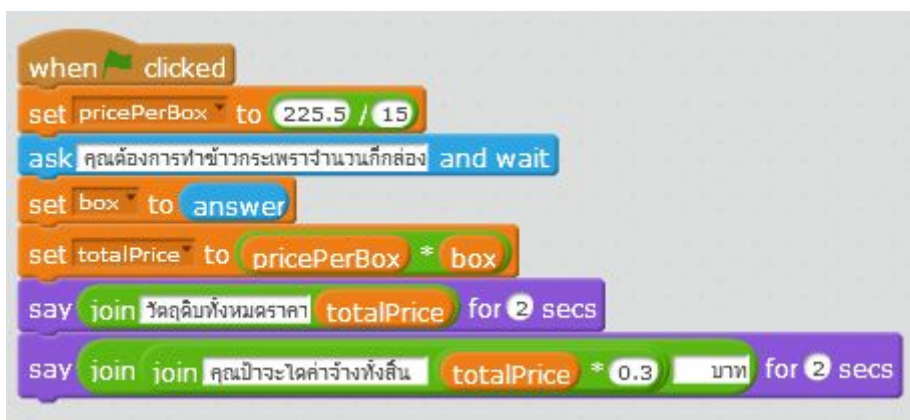 when clicked
set pricePerBox to 225.5 / 15
ask คุณต้องการทำข้าวกระเพราจำนวนกี่กล่อง and wait
set box to answer
set totalPrice to pricePerBox * box
say join วัตถุดิบทั้งหมดราคา totalPrice for 2 secs
say join join คุณป้าจะได้ค่าจ้างทั้งสิ้น totalPrice * 0.3 บาท for 2 secs